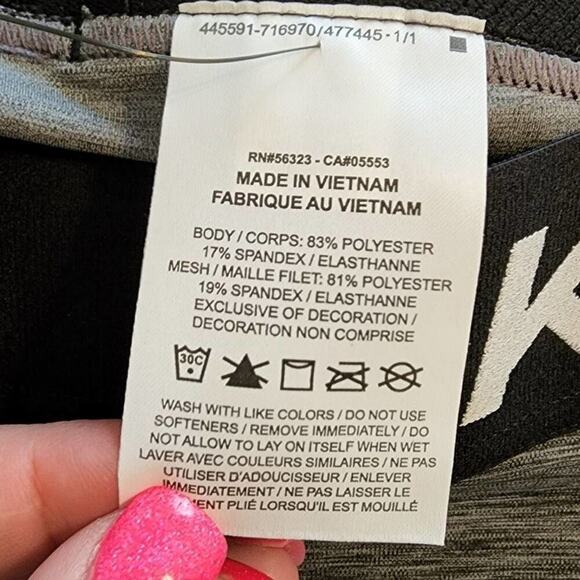 445591-716970/477445-1/1
RN#56323 - CA#05553
MADE IN VIETNAM
FABRIQUE AU VIETNAM
BODY / CORPS: 83% POLYESTER
17% SPANDEX / ELASTHANNE
MESH / MAILLE FILET: 81% POLYESTER
19% SPANDEX / ELASTHANNE
EXCLUSIVE OF DECORATION /
DECORATION NON COMPRISE
30C
WASH WITH LIKE COLORS / DO NOT USE
SOFTENERS / REMOVE IMMEDIATELY / DO
NOT ALLOW TO LAY ON ITSELF WHEN WET
LAVER AVEC COULEURS SIMILAIRES / NE PAS
UTILISER D'ADOUCISSEUR / ENLEVER
IMMEDIATEMENT / NE PAS LAISSER LE
PLIÉ LORSQU'IL EST MOUILLÉ
K